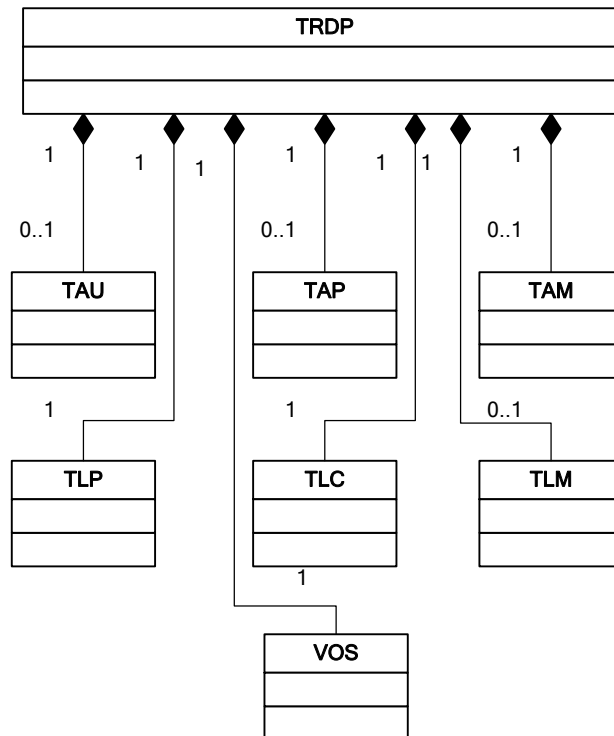 TRDP
1 1 1 1 1 1 1
0..1 0..1 0..1
TAU TAP TAM
1 1 0..1
TLP TLC TLM
1
VOS